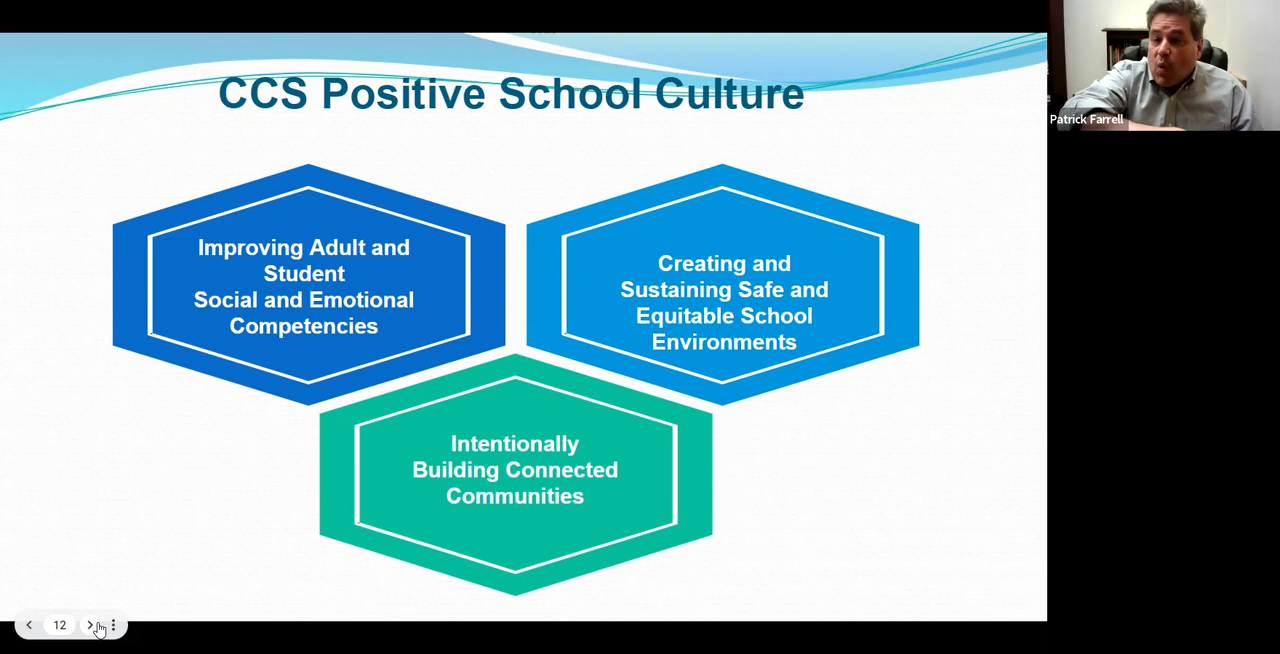 CCS Positive School Culture
Improving Adult and
Student
Social and Emotional
Competencies
Creating and
Sustaining Safe and
Equitable School
Environments
Intentionally
Building Connected
Communities
Patrick Farrell
12